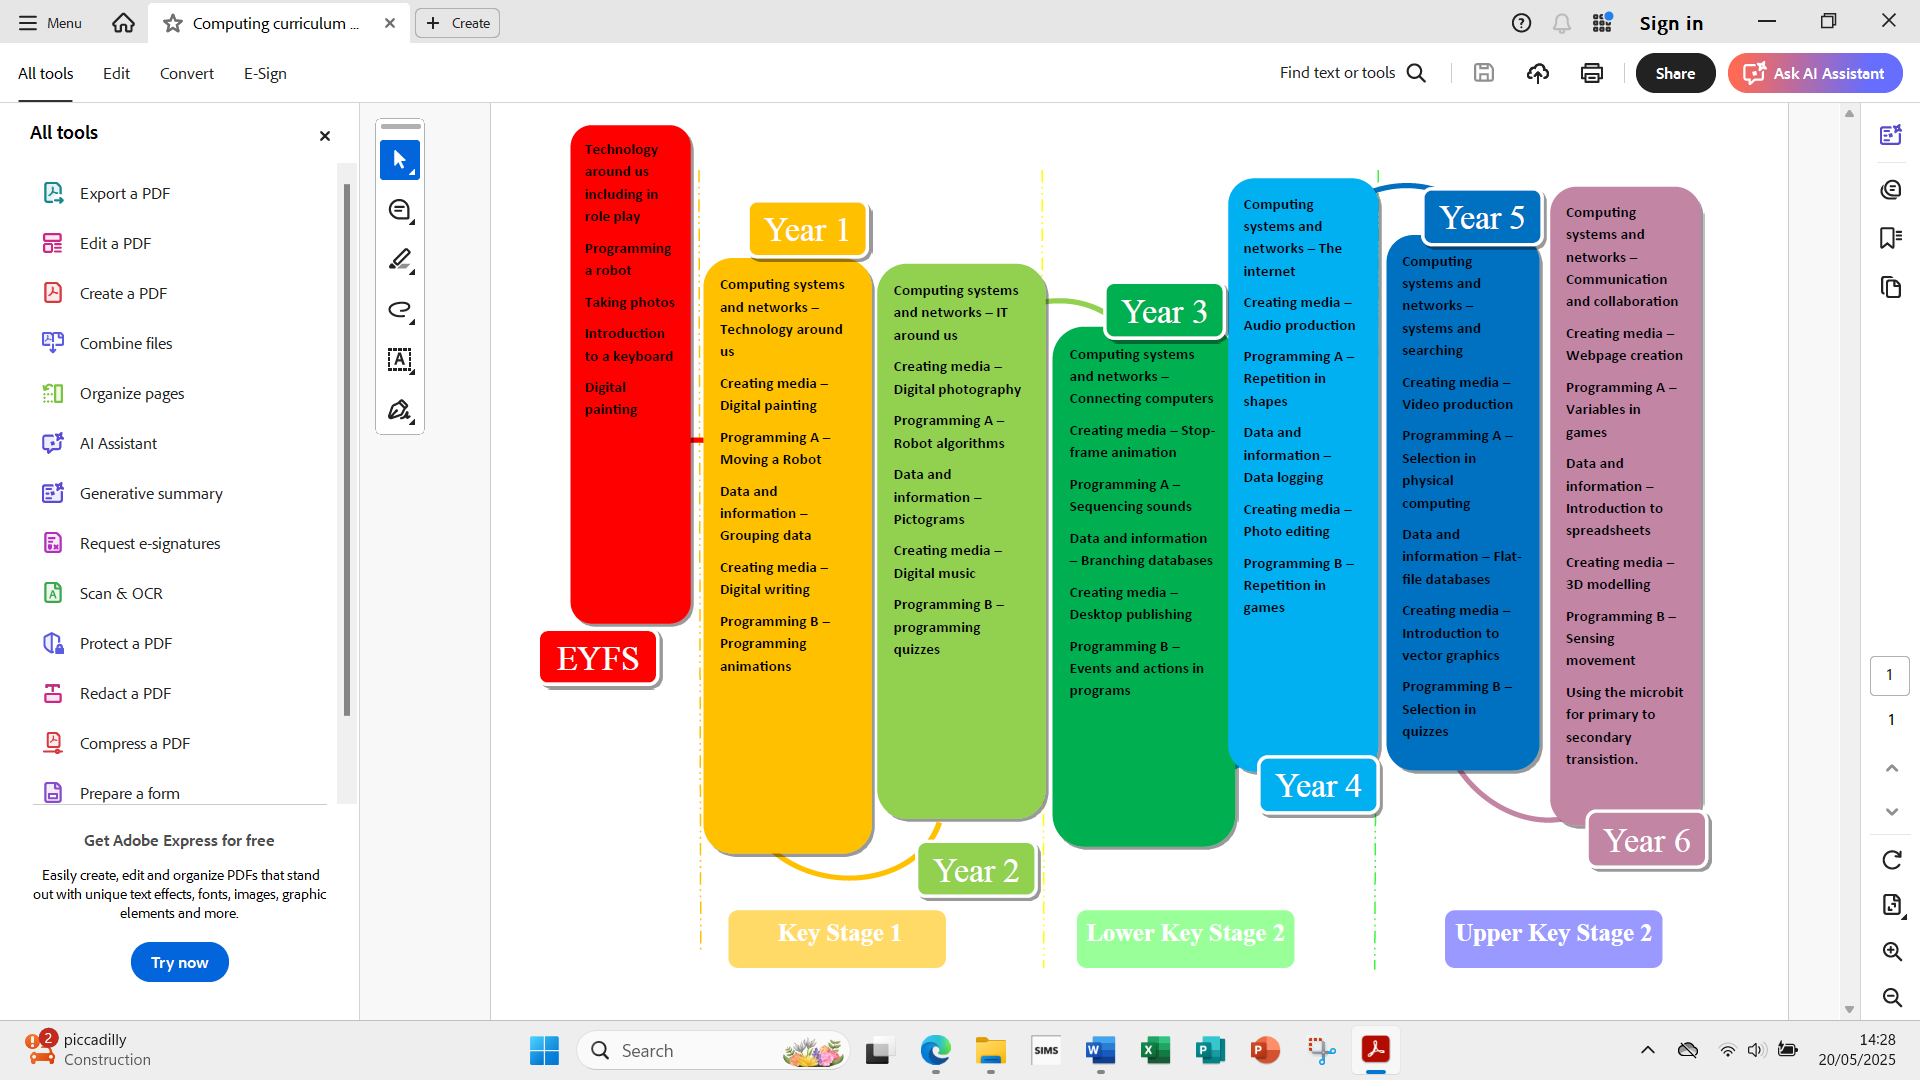 Menu
Computing curriculum ...
Create
Sign in
All tools
Edit
Convert
E-Sign
Find text or tools
Share
Ask AI Assistant
All tools
Export a PDF
Edit a PDF
Create a PDF
Combine files
Organize pages
AI Assistant
Generative summary
Request e-signatures
Scan & OCR
Protect a PDF
Redact a PDF
Compress a PDF
Prepare a form
Get Adobe Express for free
Easily create, edit and organize PDFs that stand
out with unique text effects, fonts, images, graphic
elements and more.
Try now
Technology
around us
including in
role play
Programming
a robot
Taking photos
Introduction
to a keyboard
Digital
painting
EYFS
Year 1
Computing systems
and networks –
Technology around
us
Creating media –
Digital painting
Programming A –
Moving a Robot
Data and
information –
Grouping data
Creating media –
Digital writing
Programming B –
Programming
animations
Computing systems
and networks – IT
around us
Creating media –
Digital photography
Programming A –
Robot algorithms
Data and
information –
Pictograms
Creating media –
Digital music
Programming B –
programming
quizzes
Year 2
Year 3
Computing systems
and networks –
Connecting computers
Creating media – Stop-
frame animation
Programming A –
Sequencing sounds
Data and information
– Branching databases
Creating media –
Desktop publishing
Programming B –
Events and actions in
programs
Computing
systems and
networks – The
internet
Creating media –
Audio production
Programming A –
Repetition in
shapes
Data and
information –
Data logging
Creating media –
Photo editing
Programming B –
Repetition in
games
Year 4
Year 5
Computing
systems and
networks –
systems and
searching
Creating media –
Video production
Programming A –
Selection in
physical
computing
Data and
information – Flat-
file databases
Creating media –
Introduction to
vector graphics
Programming B –
Selection in
quizzes
Computing
systems and
networks –
Communication
and collaboration
Creating media –
Webpage creation
Programming A –
Variables in
games
Data and
information –
Introduction to
spreadsheets
Creating media –
3D modelling
Programming B –
Sensing
movement
Using the microbit
for primary to
secondary
transistion.
Year 6
Key Stage 1
Lower Key Stage 2
Upper Key Stage 2
1
1
2
piccadilly
Construction
Search
SIMS
14:28
20/05/2025